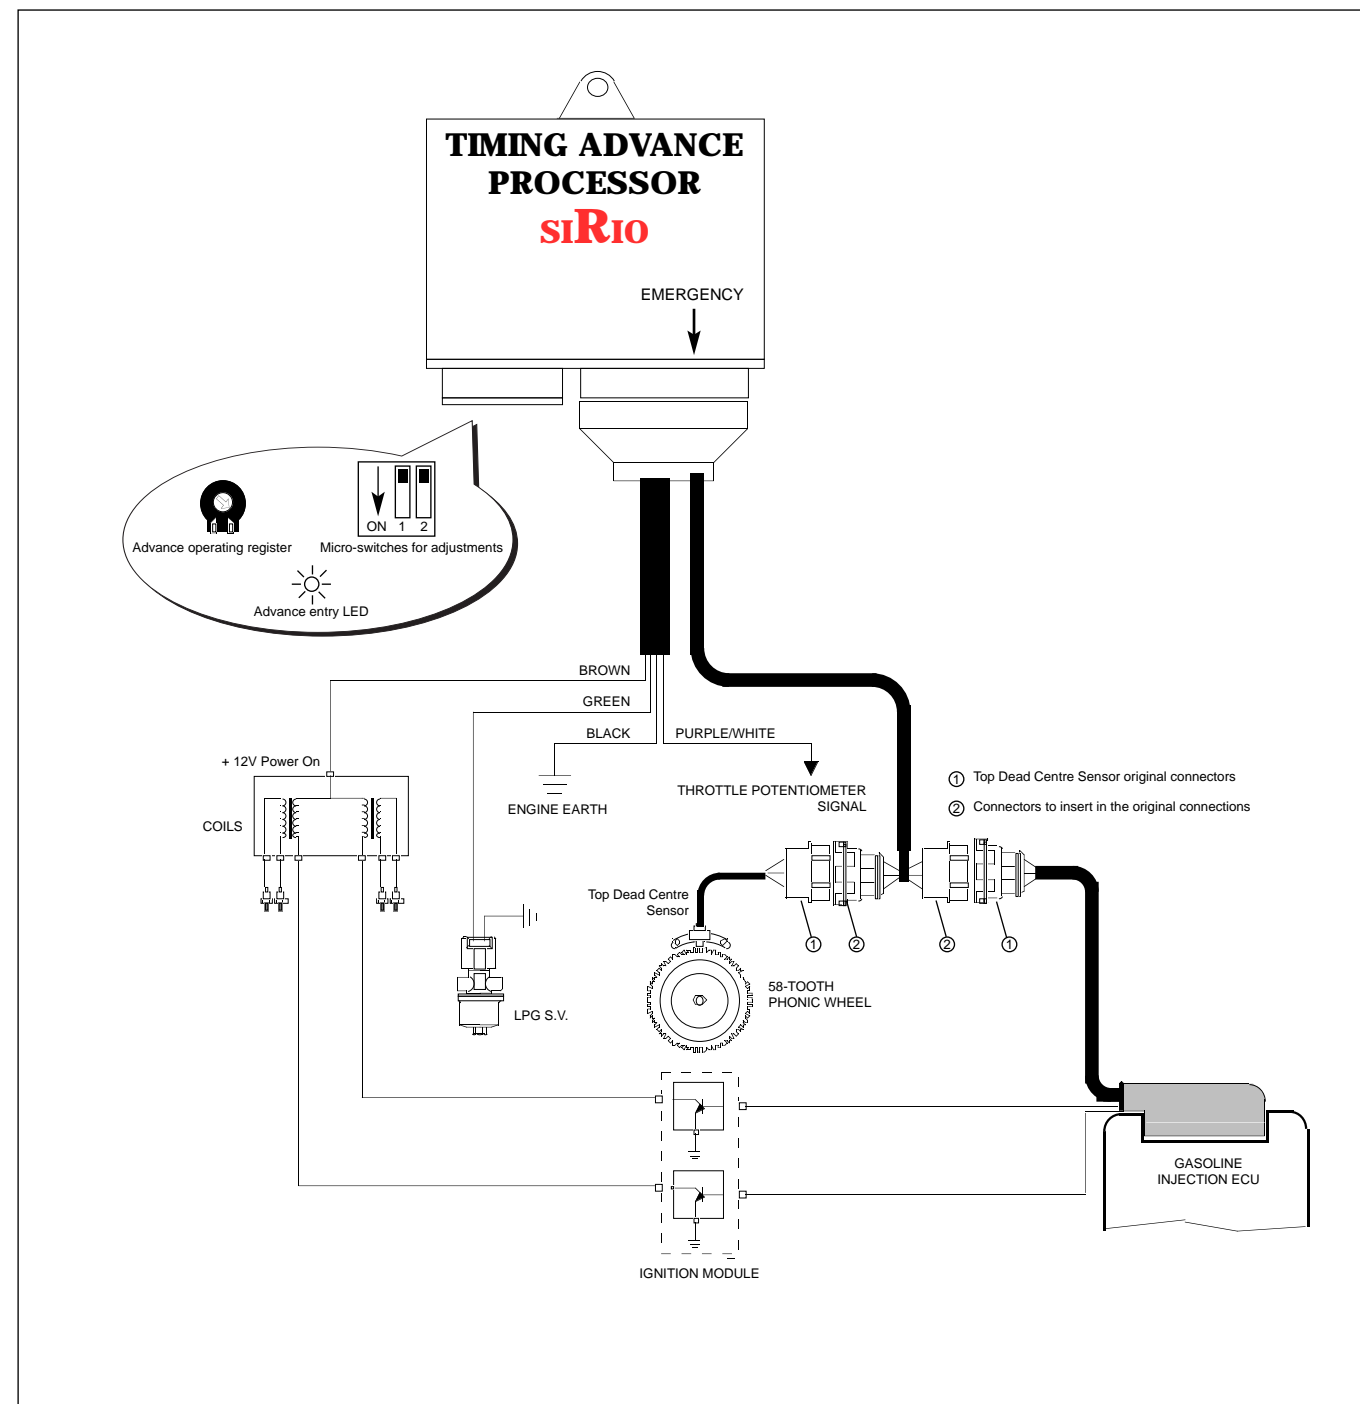 TIMING ADVANCE
PROCESSOR
SIRIO
EMERGENCY
ON 1 2
Advance operating register
Micro-switches for adjustments
Advance entry LED
BROWN
GREEN
BLACK
PURPLE/WHITE
+ 12V Power On
COILS
ENGINE EARTH
THROTTLE POTENTIOMETER
SIGNAL
1 Top Dead Centre Sensor original connectors
2 Connectors to insert in the original connections
Top Dead Centre
Sensor
1 2 2 1
58-TOOTH
PHONIC WHEEL
LPG S.V.
GASOLINE
INJECTION ECU
IGNITION MODULE